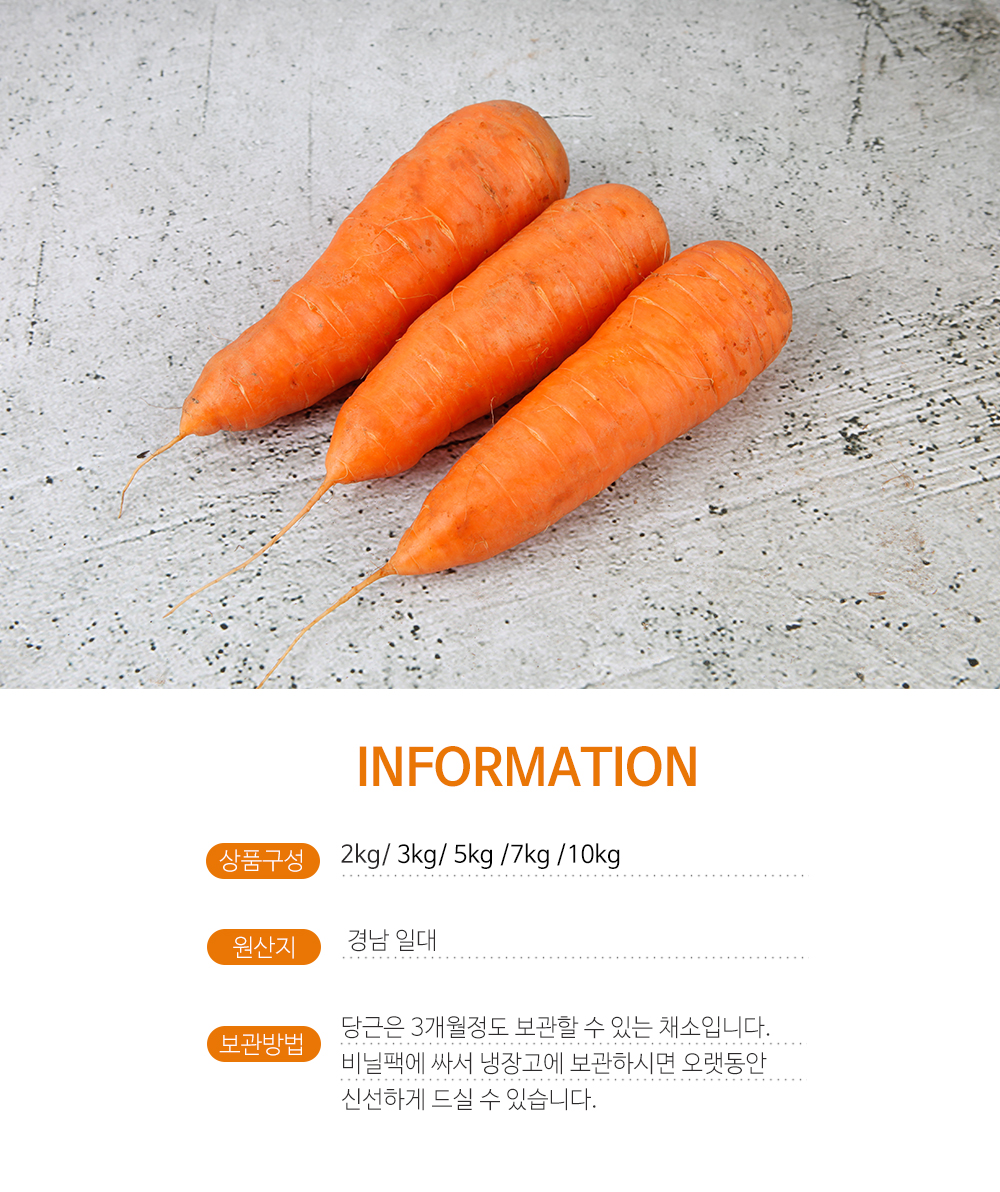 INFORMATION
상품구성 2kg/ 3kg/ 5kg /7kg /10kg
원산지 경남 일대
보관방법 당근은 3개월정도 보관할 수 있는 채소입니다.
비닐팩에 싸서 냉장고에 보관하시면 오랫동안
신선하게 드실 수 있습니다.